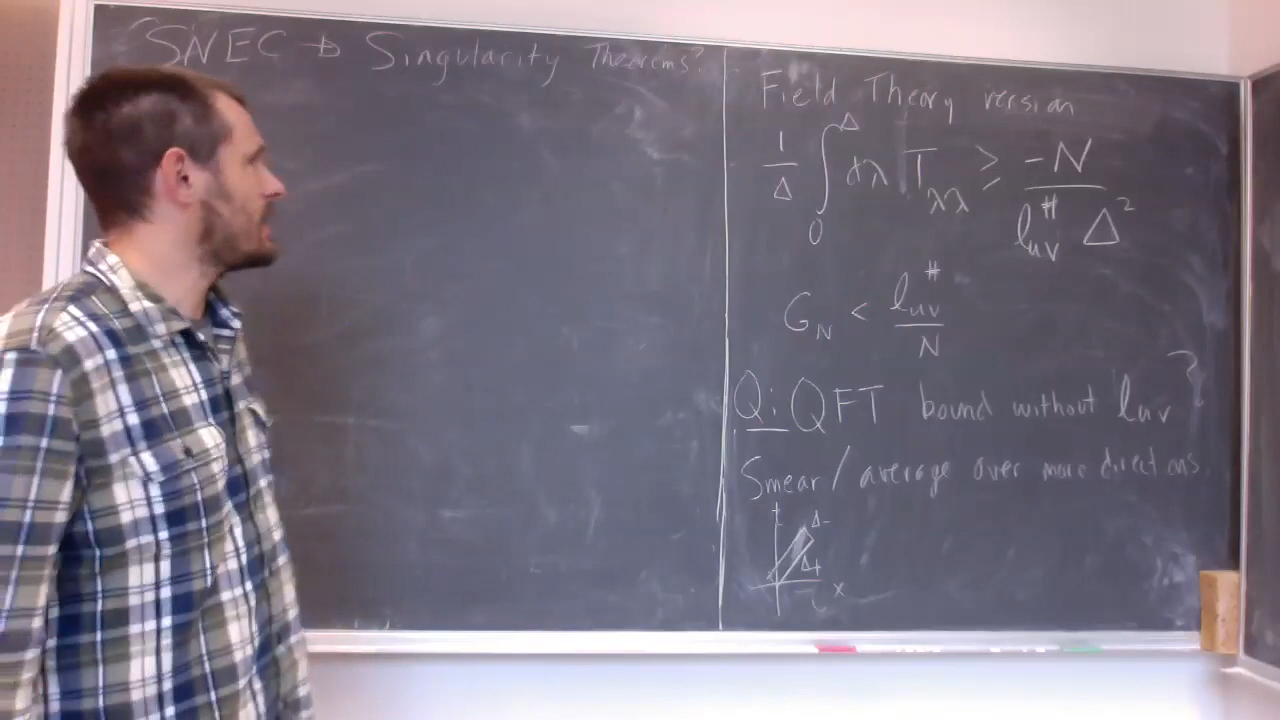 SNEC → Singularity Theorems?
Field Theory version
1/Δ ∫₀^Δ dλ T_λλ ≥ -N / (l_uv^# Δ²)
G_N < l_uv^# / N
Q: QFT bound without l_uv?
Smear/average over more directions.
t Δ-
Δ+
x